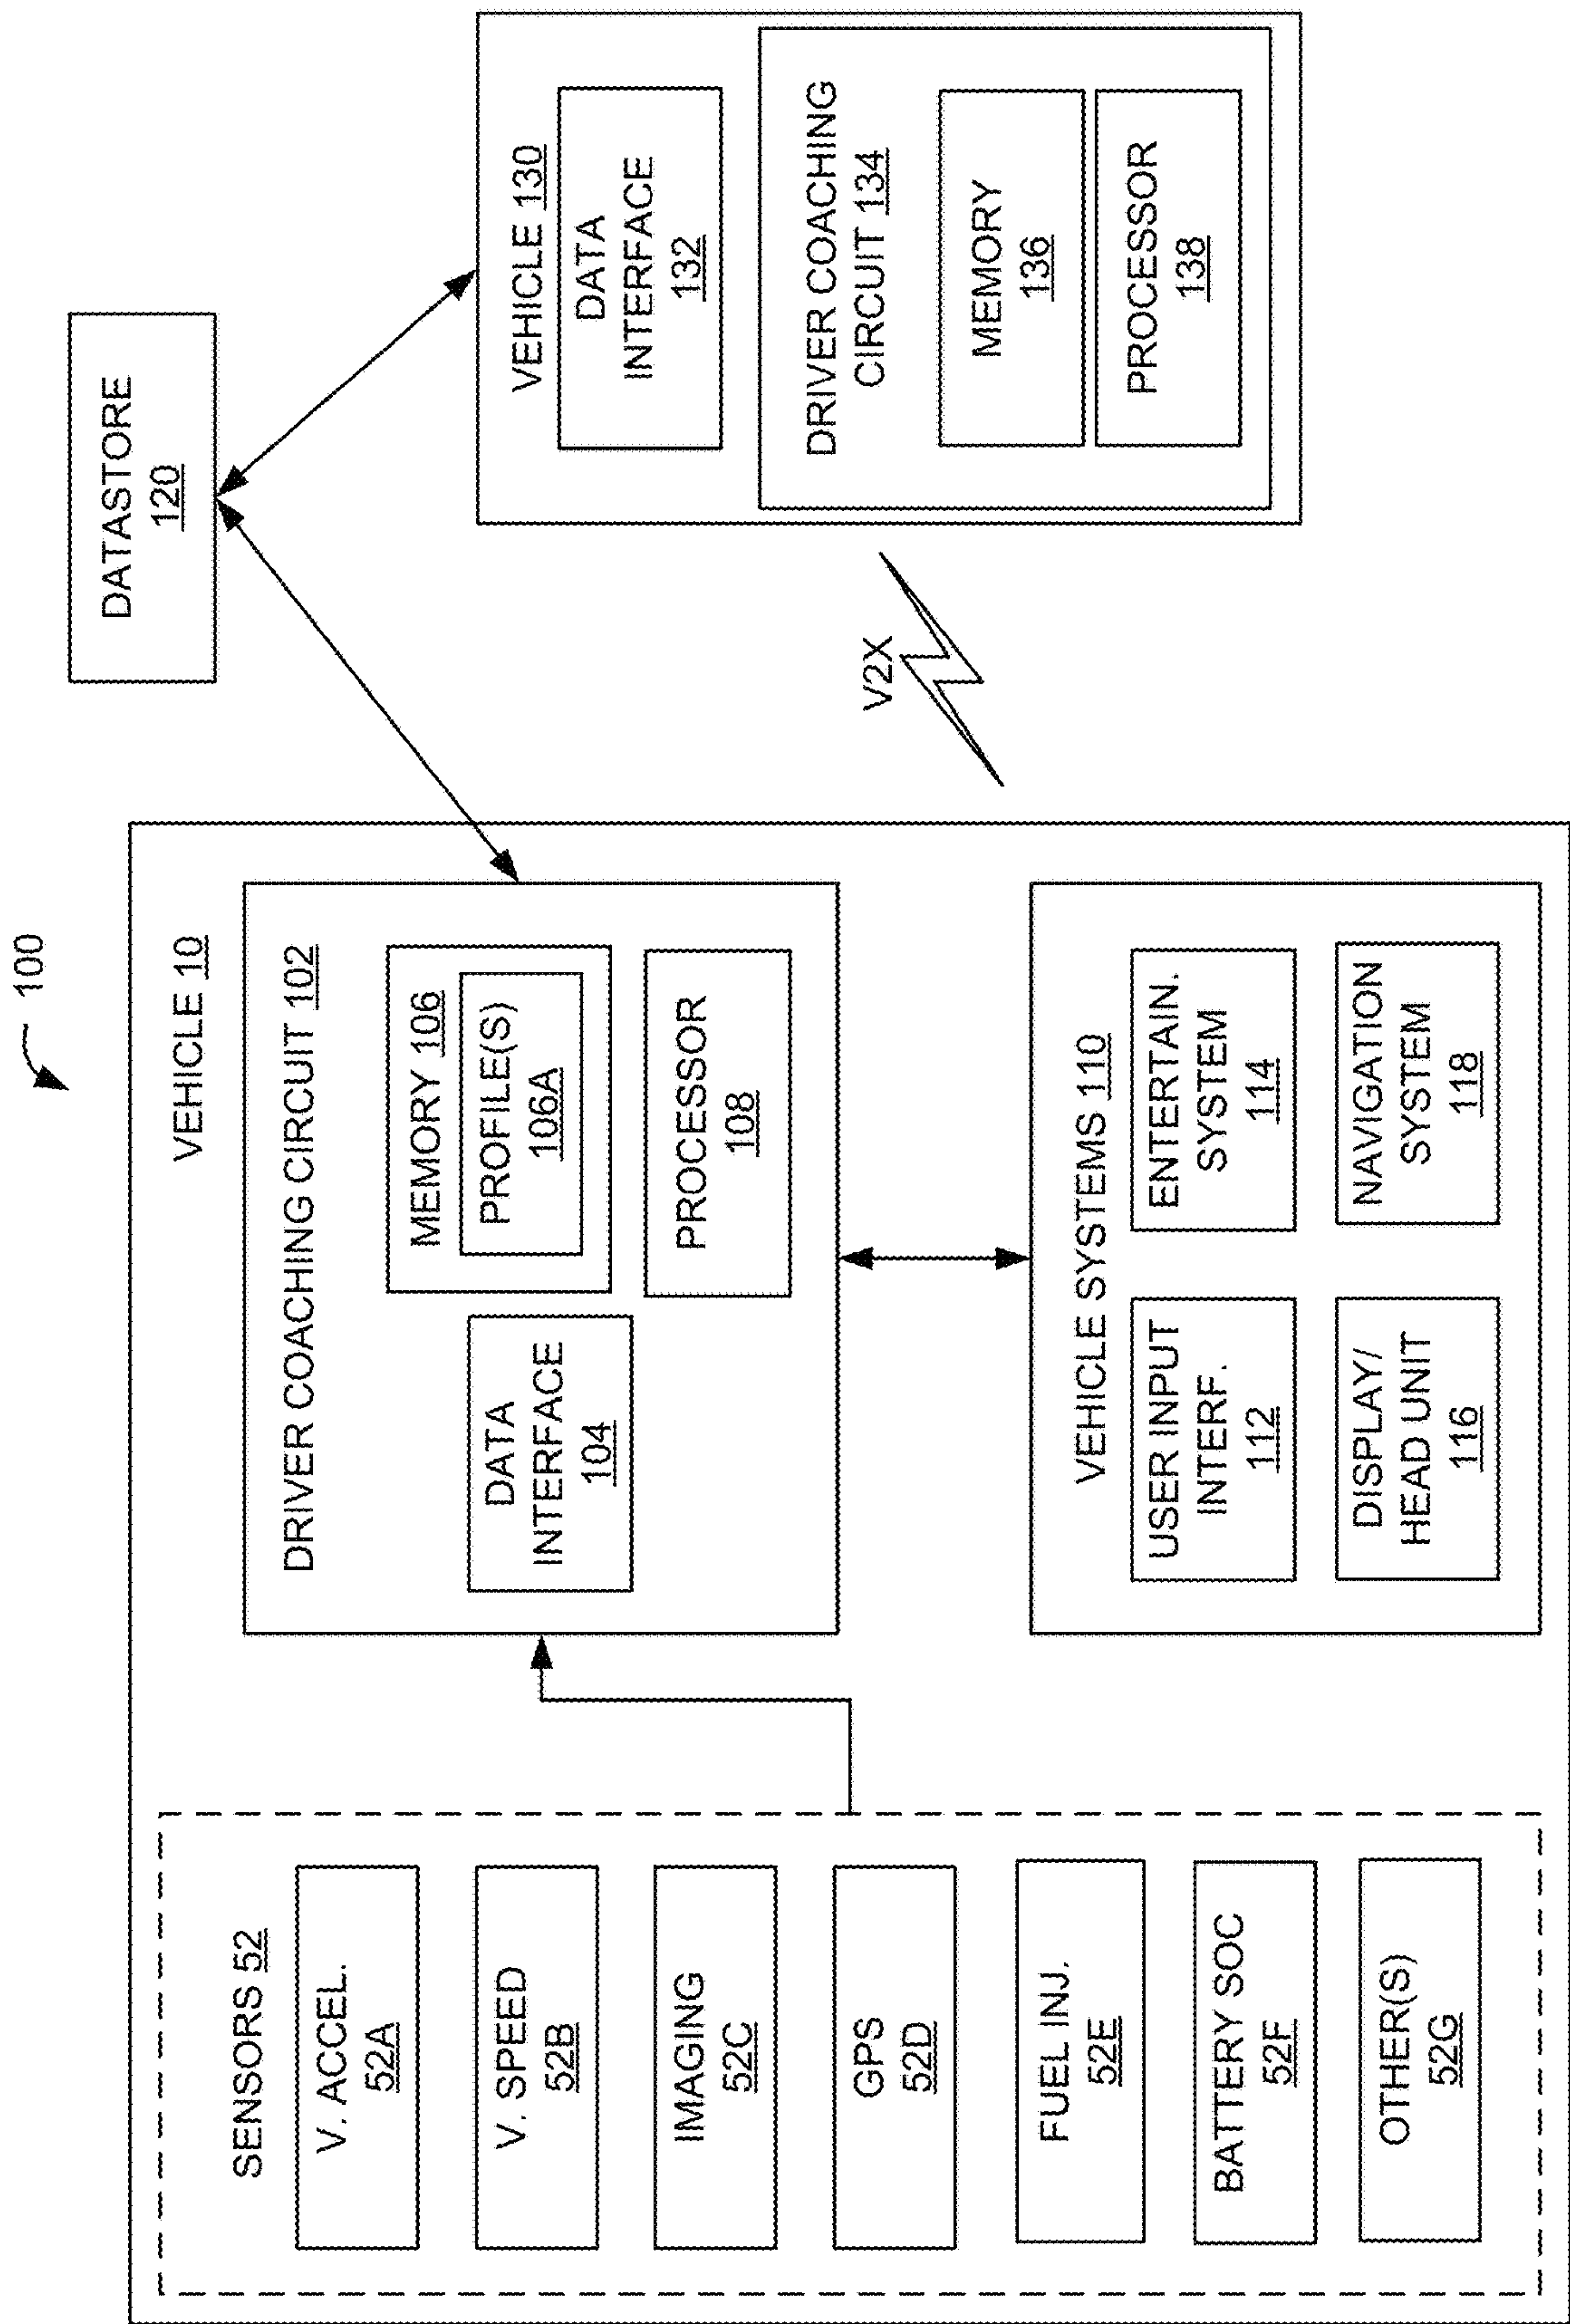 100
VEHICLE 10
SENSORS 52
V. ACCEL.
52A
V. SPEED
52B
IMAGING
52C
GPS
52D
FUEL INJ.
52E
BATTERY SOC
52F
OTHER(S)
52G
DRIVER COACHING CIRCUIT 102
DATA
INTERFACE
104
MEMORY 106
PROFILE(S)
106A
PROCESSOR
108
VEHICLE SYSTEMS 110
USER INPUT
INTERF.
112
ENTERTAIN.
SYSTEM
114
DISPLAY/
HEAD UNIT
116
NAVIGATION
SYSTEM
118
DATASTORE
120
V2X
VEHICLE 130
DATA
INTERFACE
132
DRIVER COACHING
CIRCUIT 134
MEMORY
136
PROCESSOR
138